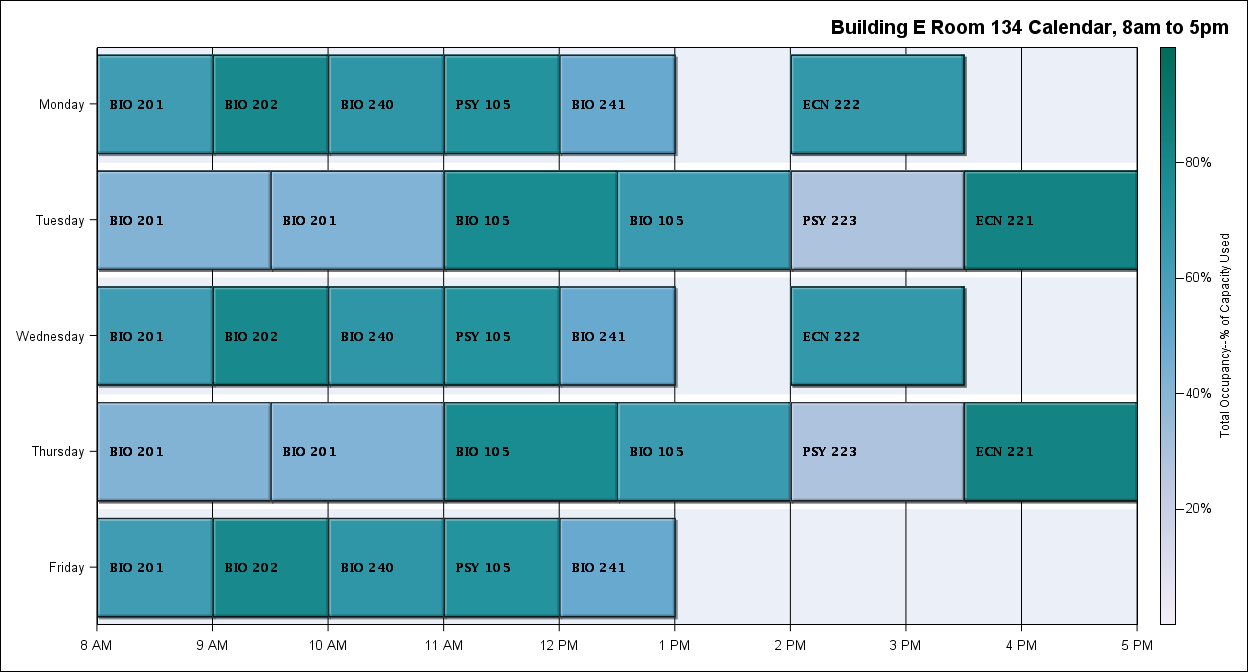 Building E Room 134 Calendar, 8am to 5pm
Monday
BIO 201
BIO 202
BIO 240
PSY 105
BIO 241
ECN 222
Tuesday
BIO 201
BIO 201
BIO 105
BIO 105
PSY 223
ECN 221
Wednesday
BIO 201
BIO 202
BIO 240
PSY 105
BIO 241
ECN 222
Thursday
BIO 201
BIO 201
BIO 105
BIO 105
PSY 223
ECN 221
Friday
BIO 201
BIO 202
BIO 240
PSY 105
BIO 241
8 AM
9 AM
10 AM
11 AM
12 PM
1 PM
2 PM
3 PM
4 PM
5 PM
80%
60%
40%
20%
Total Occupancy--% of Capacity Used